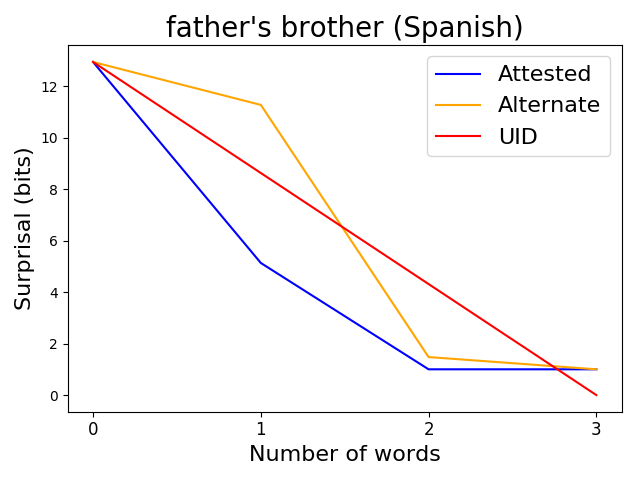 father's brother (Spanish)
Attested
Alternate
UID
Surprisal (bits)
12
10
8
6
4
2
0
0 1 2 3
Number of words